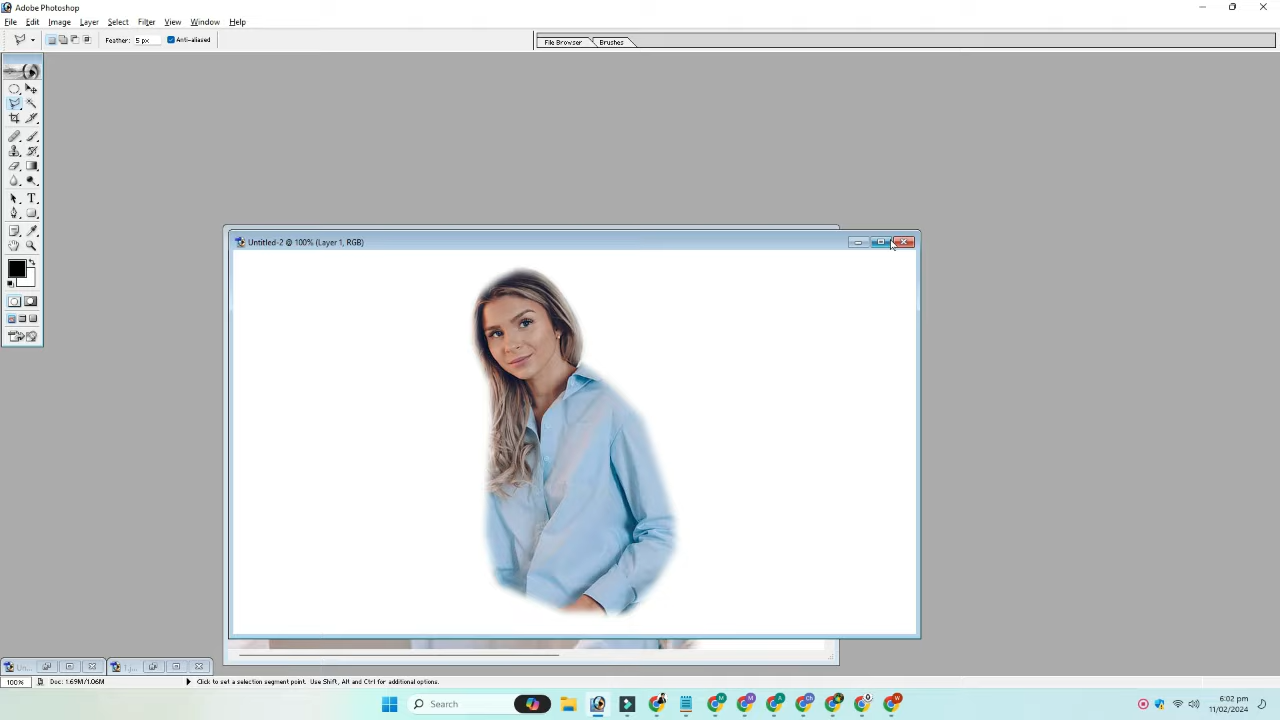 Adobe Photoshop
File Edit Image Layer Select Filter View Window Help
Feather: 5 px Anti-aliased File Browser Brushes
Untitled-2 @ 100% (Layer 1, RGB)
Un...
100% Doc: 1.69M/1.06M Click to set a selection segment point. Use Shift, Alt and Ctrl for additional options.
Search
6:02 pm
11/02/2024